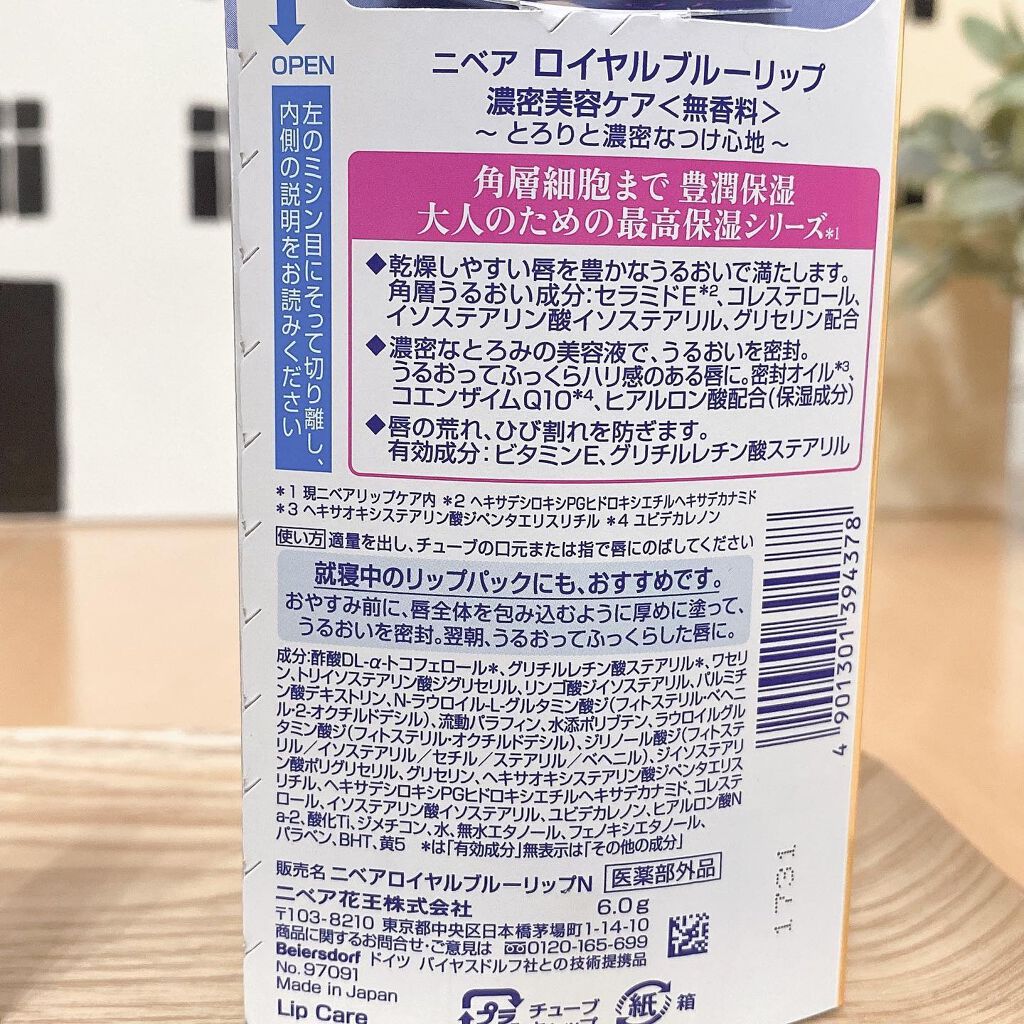 OPEN
左のミシン目にそって切り離し、
内側の説明をお読みください
ニベア ロイヤルブルーリップ
濃密美容ケア<無香料>
～とろりと濃密なつけ心地～
角層細胞まで 豊潤保湿
大人のための最高保湿シリーズ*1
◆乾燥しやすい唇を豊かなうるおいで満たします。
角層うるおい成分:セラミドE*2、コレステロール、
イソステアリン酸イソステアリル、グリセリン配合
◆濃密なとろみの美容液で、うるおいを密封。
うるおってふっくらハリ感のある唇に。密封オイル*3、
コエンザイムQ10*4、ヒアルロン酸配合(保湿成分)
◆唇の荒れ、ひび割れを防ぎます。
有効成分:ビタミンE、グリチルレチン酸ステアリル
*1 現ニベアリップケア内 *2 ヘキサデシロキシPGヒドロキシエチルヘキサデカナミド
*3 ヘキサオキシステアリン酸ジペンタエリスリチル *4 ユビデカレノン
使い方 適量を出し、チューブの口元または指で唇にのばしてください
就寝中のリップパックにも、おすすめです。
おやすみ前に、唇全体を包み込むように厚めに塗って、
うるおいを密封。翌朝、うるおってふっくらした唇に。
成分:酢酸DL-α-トコフェロール*、グリチルレチン酸ステアリル*、ワセリ
ン、トリイソステアリン酸ジグリセリル、リンゴ酸ジイソステアリル、パルミチ
ン酸デキストリン、N-ラウロイル-L-グルタミン酸ジ(フィトステリル・ベヘニ
ル・2-オクチルドデシル)、流動パラフィン、水添ポリブテン、ラウロイルグル
タミン酸ジ(フィトステリル・オクチルドデシル)、ジリノール酸(フィトステ
リル/イソステアリル/セチル/ステアリル/ベヘニル)、ジイソステアリ
ン酸ポリグリセリル、グリセリン、ヘキサオキシステアリン酸ジペンタエリス
リチル、ヘキサデシロキシPGヒドロキシエチルヘキサデカナミド、コレステ
ロール、イソステアリン酸イソステアリル、ユビデカレノン、ヒアルロン酸N
a-2、酸化Ti、ジメチコン、水、無水エタノール、フェノキシエタノール、
パラベン、BHT、黄5 *は「有効成分」無表示は「その他の成分」
販売名 ニベアロイヤルブルーリップN 医薬部外品
ニベア花王株式会社 6.0g
〒103-8210 東京都中央区日本橋茅場町1-14-10
商品に関するお問合せ・ご意見は 0120-165-699
Beiersdorf ドイツ バイヤスドルフ社との技術提携品
No.97091
Made in Japan
Lip Care
プラ チューブ
紙 箱
4 901301 394378